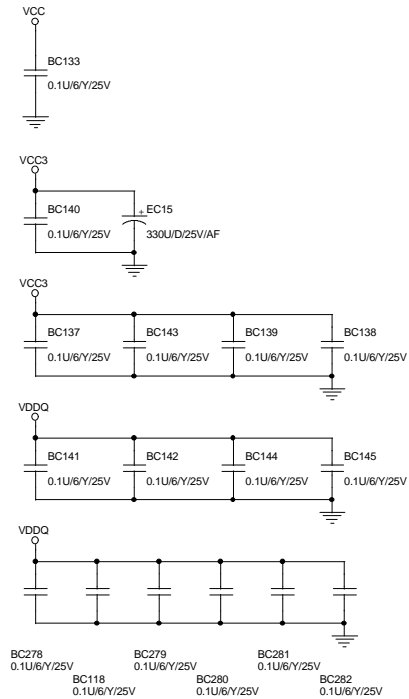 VCC
BC133
0.1U/6/Y/25V
VCC3
BC140
0.1U/6/Y/25V
+ EC15
330U/D/25V/AF
VCC3
BC137
0.1U/6/Y/25V
BC143
0.1U/6/Y/25V
BC139
0.1U/6/Y/25V
BC138
0.1U/6/Y/25V
VDDQ
BC141
0.1U/6/Y/25V
BC142
0.1U/6/Y/25V
BC144
0.1U/6/Y/25V
BC145
0.1U/6/Y/25V
VDDQ
BC278
0.1U/6/Y/25V
BC118
0.1U/6/Y/25V
BC279
0.1U/6/Y/25V
BC280
0.1U/6/Y/25V
BC281
0.1U/6/Y/25V
BC282
0.1U/6/Y/25V